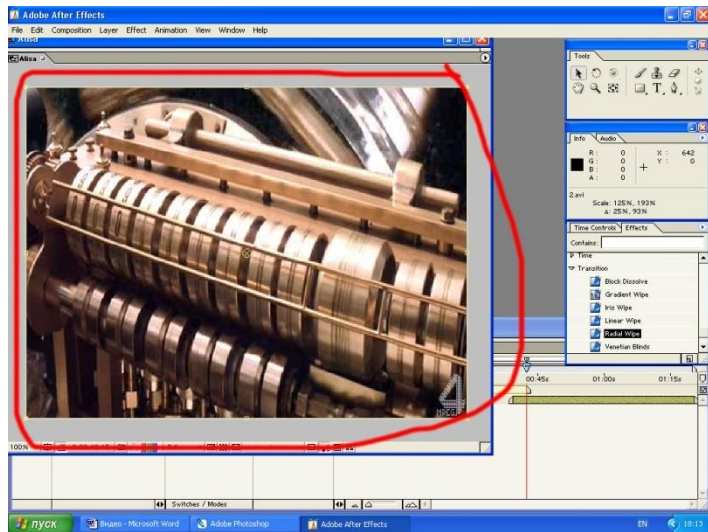 Adobe After Effects
File Edit Composition Layer Effect Animation View Window Help
Alisa
Alisa
Tools
Info Audio
R : 0 X : 642
G : 0 Y : 0
B : 0
A : 0
2.avi
Scale: 125%, 193%
Δ: 25%, 93%
Time Controls Effects
Contains:
Time
Transition
Block Dissolve
Gradient Wipe
Iris Wipe
Linear Wipe
Radial Wipe
Venetian Blinds
4
MPEG
00:45s 01:00s 01:15s
100%
Switches / Modes
пуск Видео - Microsoft Word Adobe Photoshop Adobe After Effects EN 18:13